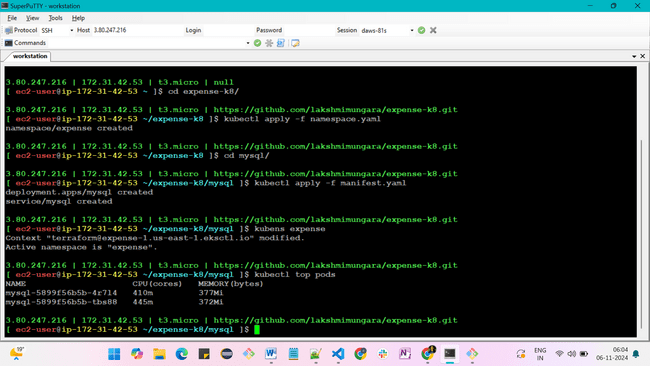 SuperPuTTY - workstation
File View Tools Help
Protocol SSH Host 3.80.247.216 Login Password Session daws-81s
Commands
workstation
3.80.247.216 | 172.31.42.53 | t3.micro | null
[ ec2-user@ip-172-31-42-53 ~ ]$ cd expense-k8/
3.80.247.216 | 172.31.42.53 | t3.micro | https://github.com/lakshmimungara/expense-k8.git
[ ec2-user@ip-172-31-42-53 ~/expense-k8 ]$ kubectl apply -f namespace.yaml
namespace/expense created
3.80.247.216 | 172.31.42.53 | t3.micro | https://github.com/lakshmimungara/expense-k8.git
[ ec2-user@ip-172-31-42-53 ~/expense-k8 ]$ cd mysql/
3.80.247.216 | 172.31.42.53 | t3.micro | https://github.com/lakshmimungara/expense-k8.git
[ ec2-user@ip-172-31-42-53 ~/expense-k8/mysql ]$ kubectl apply -f manifest.yaml
deployment.apps/mysql created
service/mysql created
3.80.247.216 | 172.31.42.53 | t3.micro | https://github.com/lakshmimungara/expense-k8.git
[ ec2-user@ip-172-31-42-53 ~/expense-k8/mysql ]$ kubens expense
Context "terraform@expense-1.us-east-1.eksctl.io" modified.
Active namespace is "expense".
3.80.247.216 | 172.31.42.53 | t3.micro | https://github.com/lakshmimungara/expense-k8.git
[ ec2-user@ip-172-31-42-53 ~/expense-k8/mysql ]$ kubectl top pods
NAME CPU(cores) MEMORY(bytes)
mysql-5899f56b5b-4r7l4 410m 377Mi
mysql-5899f56b5b-tbs88 445m 372Mi
3.80.247.216 | 172.31.42.53 | t3.micro | https://github.com/lakshmimungara/expense-k8.git
[ ec2-user@ip-172-31-42-53 ~/expense-k8/mysql ]$
19°
ENG
IN
06:04
06-11-2024